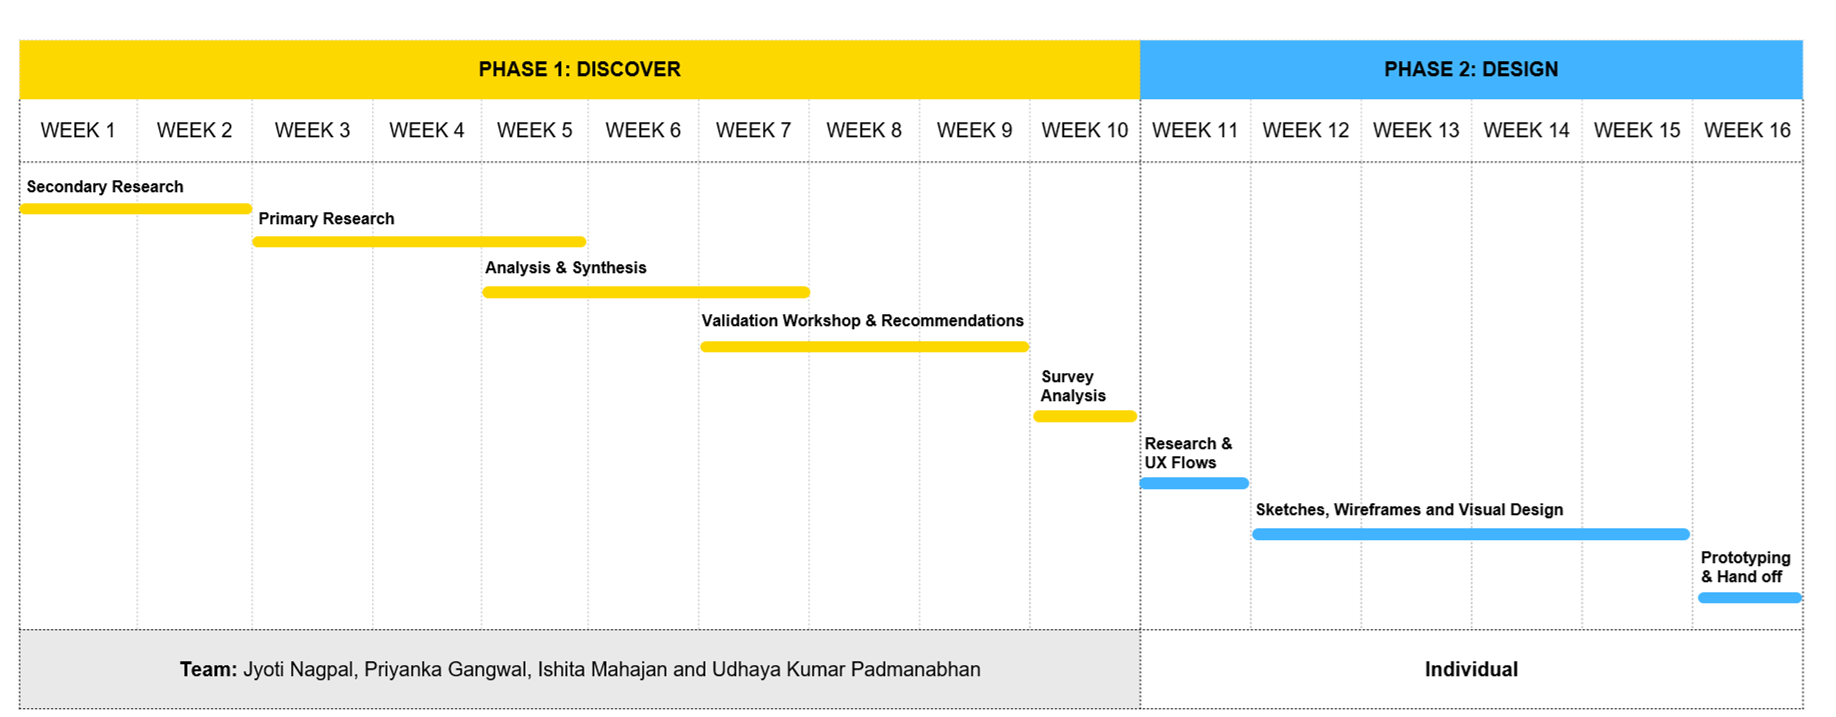 PHASE 1: DISCOVER
PHASE 2: DESIGN
WEEK 1
WEEK 2
WEEK 3
WEEK 4
WEEK 5
WEEK 6
WEEK 7
WEEK 8
WEEK 9
WEEK 10
WEEK 11
WEEK 12
WEEK 13
WEEK 14
WEEK 15
WEEK 16
Secondary Research
Primary Research
Analysis & Synthesis
Validation Workshop & Recommendations
Survey
Analysis
Research &
UX Flows
Sketches, Wireframes and Visual Design
Prototyping
& Hand off
Team: Jyoti Nagpal, Priyanka Gangwal, Ishita Mahajan and Udhaya Kumar Padmanabhan
Individual